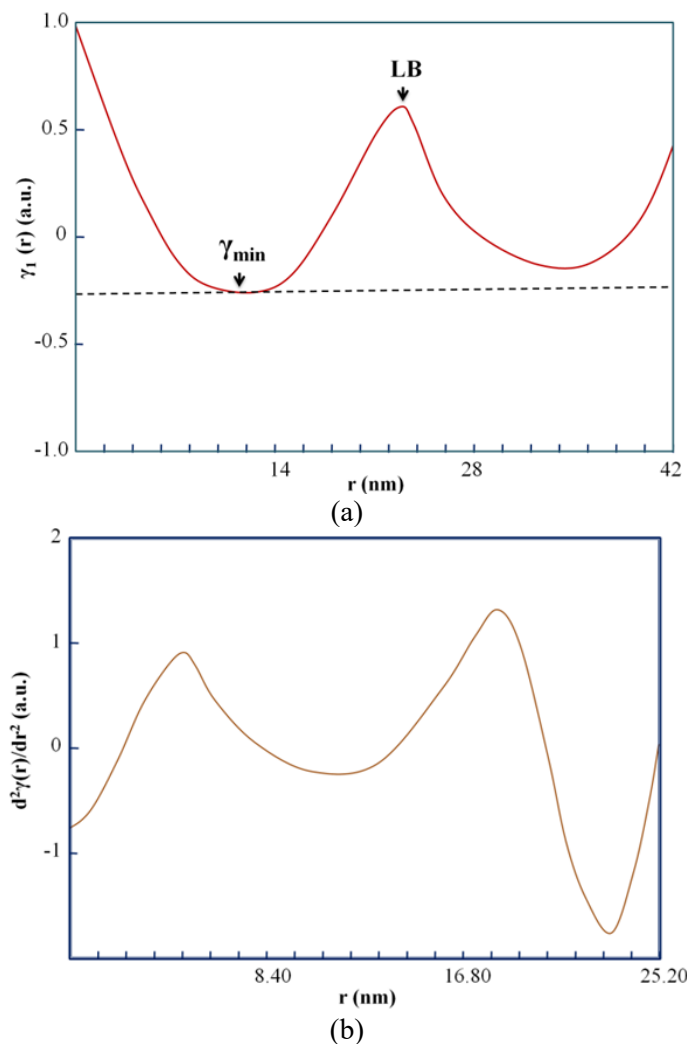 1.0
LB
0.5
γ₁ (r) (a.u.)
0
γmin
-0.5
-1.0
14 28 42
r (nm)
(a)
2
1
d²γ(r)/dr² (a.u.)
0
-1
8.40 16.80 25.20
r (nm)
(b)